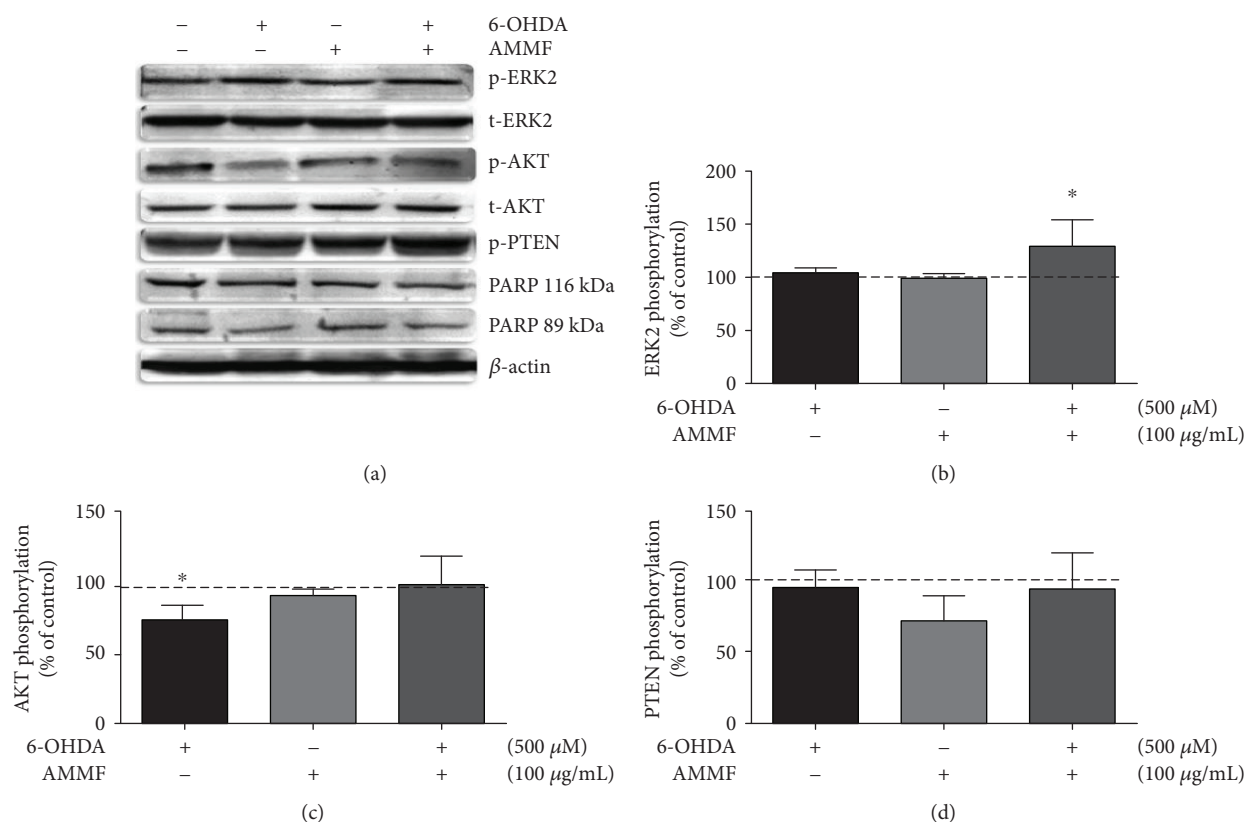 − + − + 6-OHDA
− − + + AMMF
p-ERK2
t-ERK2
p-AKT
t-AKT
p-PTEN
PARP 116 kDa
PARP 89 kDa
β-actin
(a)
ERK2 phosphorylation
(% of control)
200
150
100
50
0
*
6-OHDA + − + (500 μM)
AMMF − + + (100 μg/mL)
(b)
AKT phosphorylation
(% of control)
150
100
50
0
*
6-OHDA + − + (500 μM)
AMMF − + + (100 μg/mL)
(c)
PTEN phosphorylation
(% of control)
150
100
50
0
6-OHDA + − + (500 μM)
AMMF − + + (100 μg/mL)
(d)